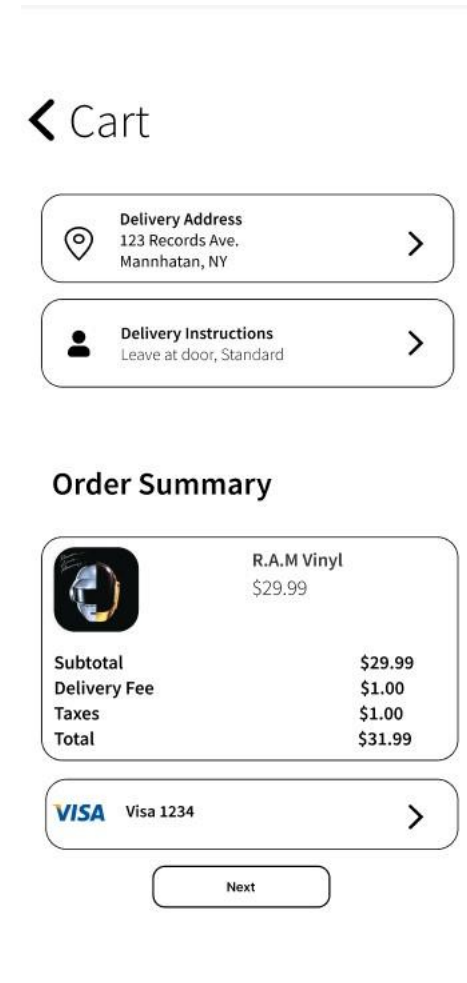 Cart
Delivery Address
123 Records Ave.
Mannhatan, NY
Delivery Instructions
Leave at door, Standard
Order Summary
R.A.M Vinyl
$29.99
Subtotal $29.99
Delivery Fee $1.00
Taxes $1.00
Total $31.99
VISA Visa 1234
Next